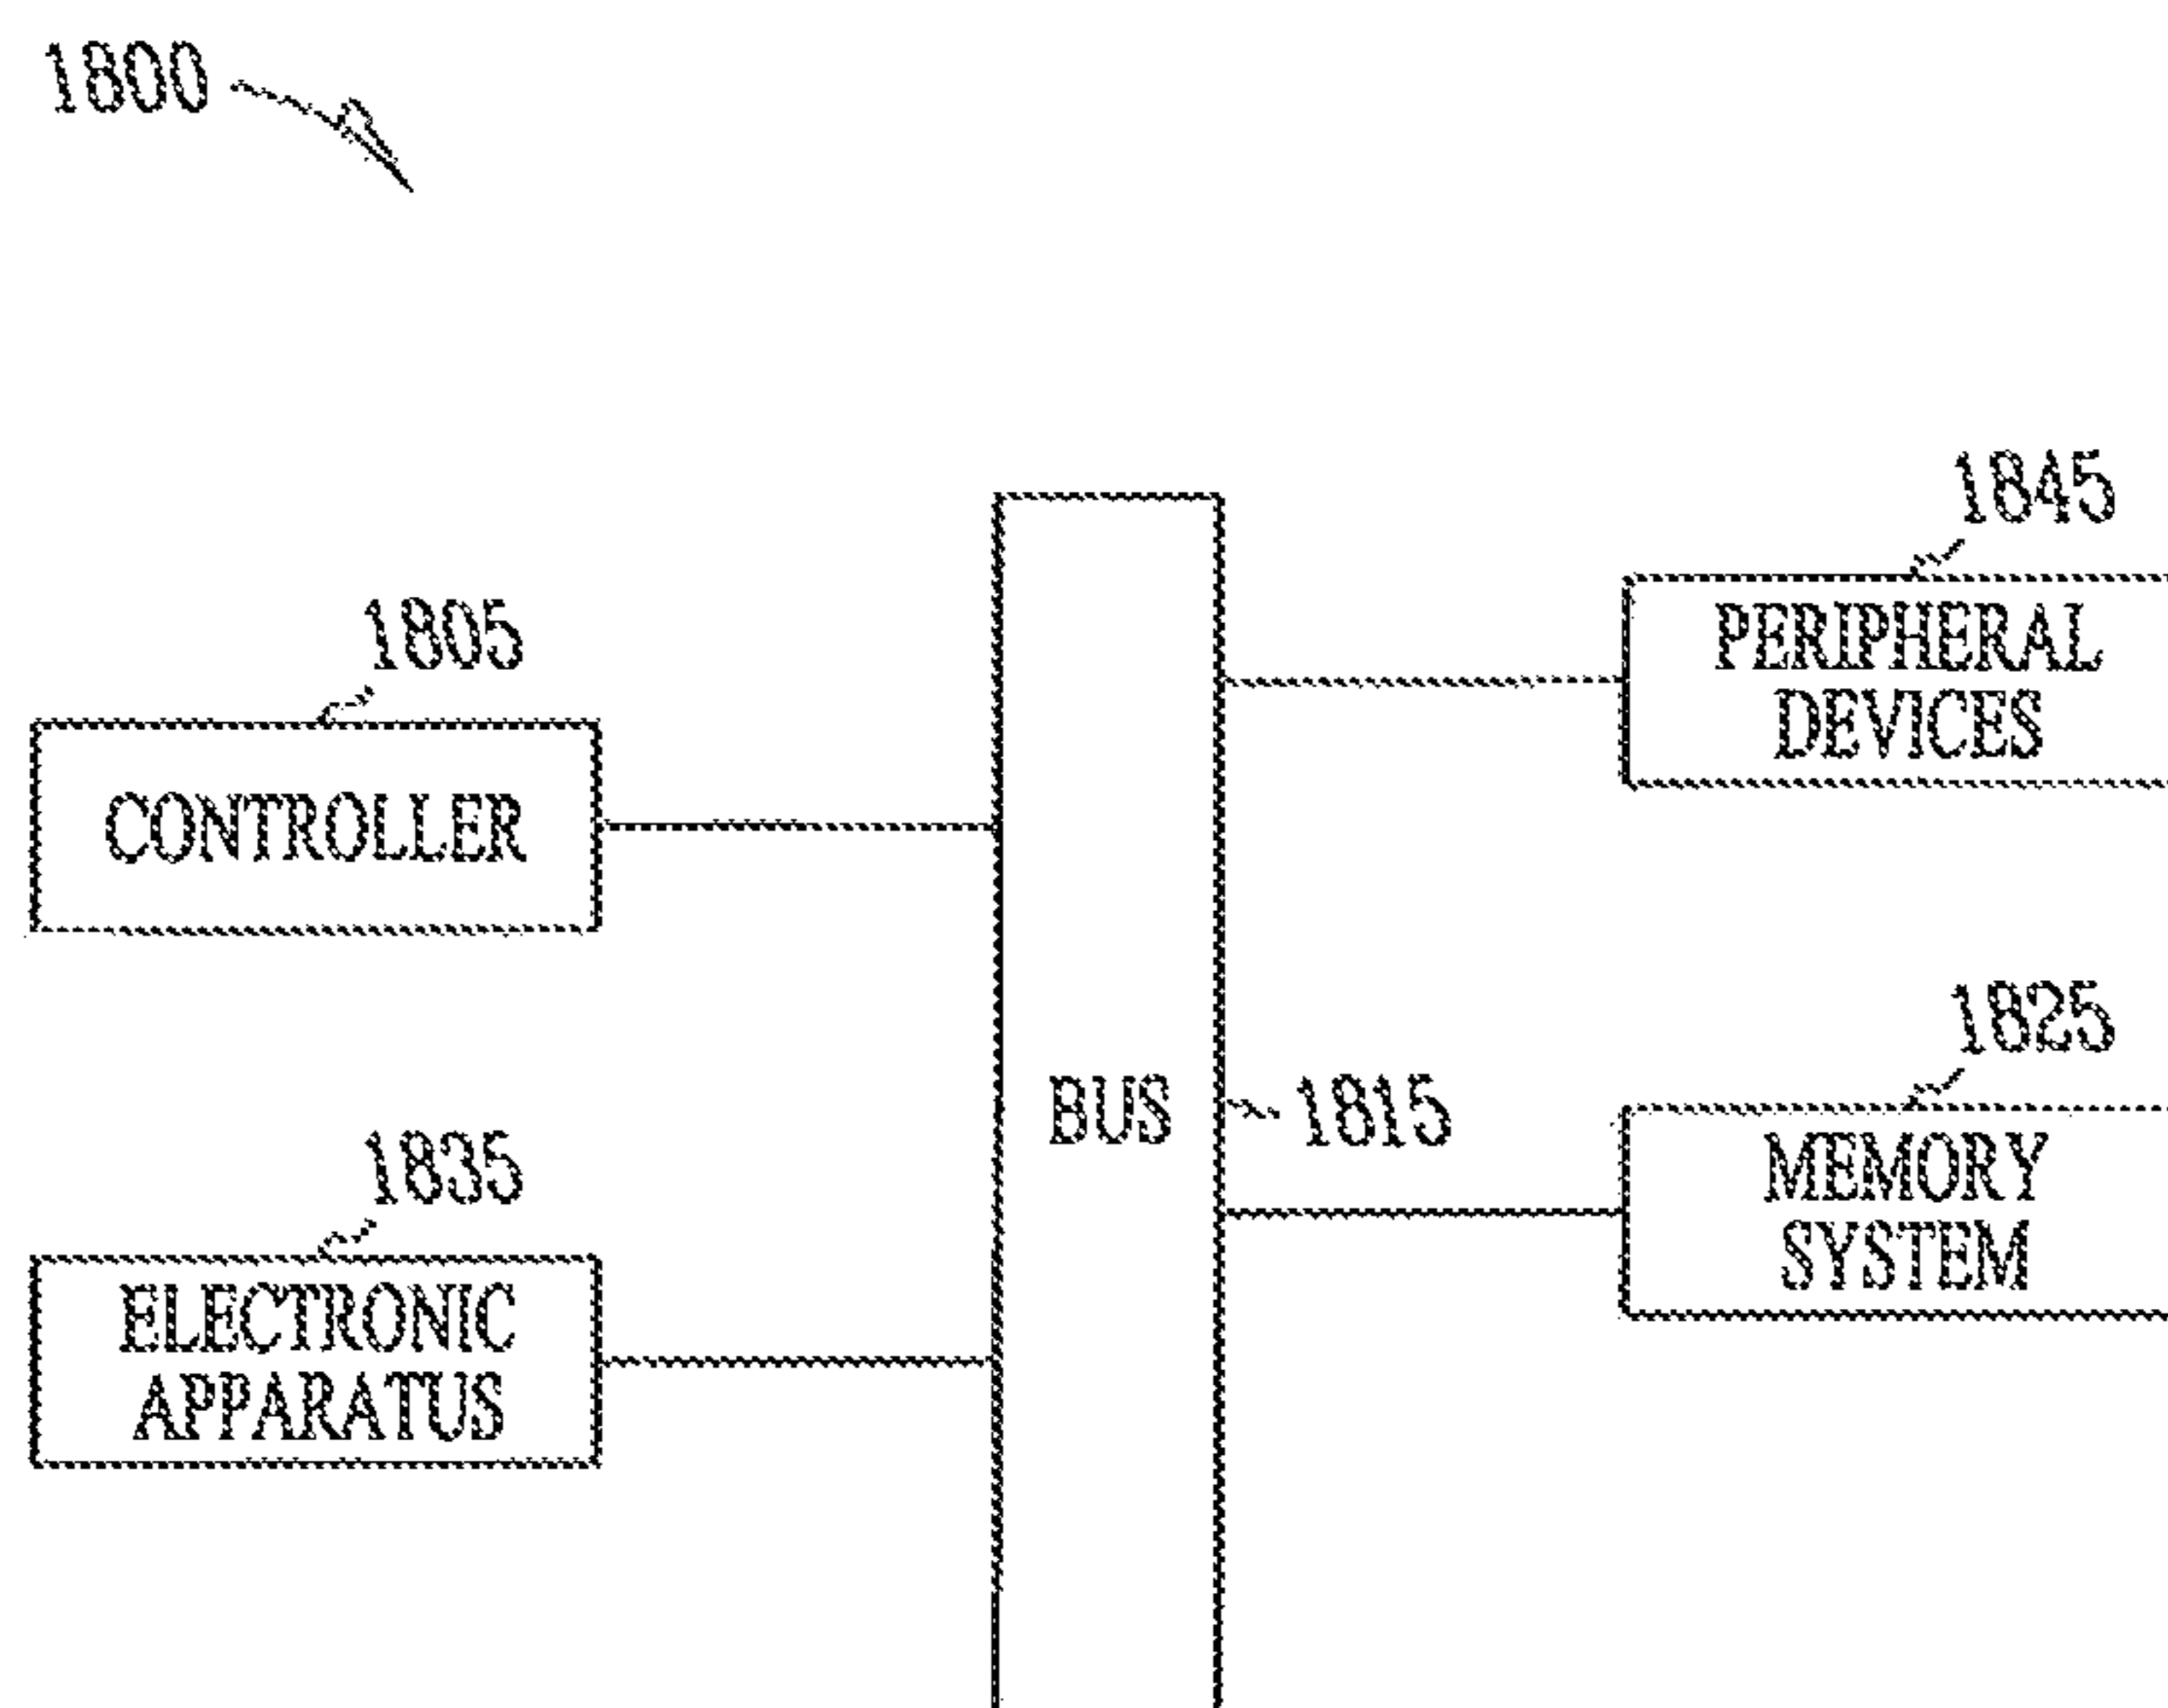 1800
1845
PERIPHERAL
DEVICES
1805
CONTROLLER
1825
BUS
1815
MEMORY
SYSTEM
1835
ELECTRONIC
APPARATUS